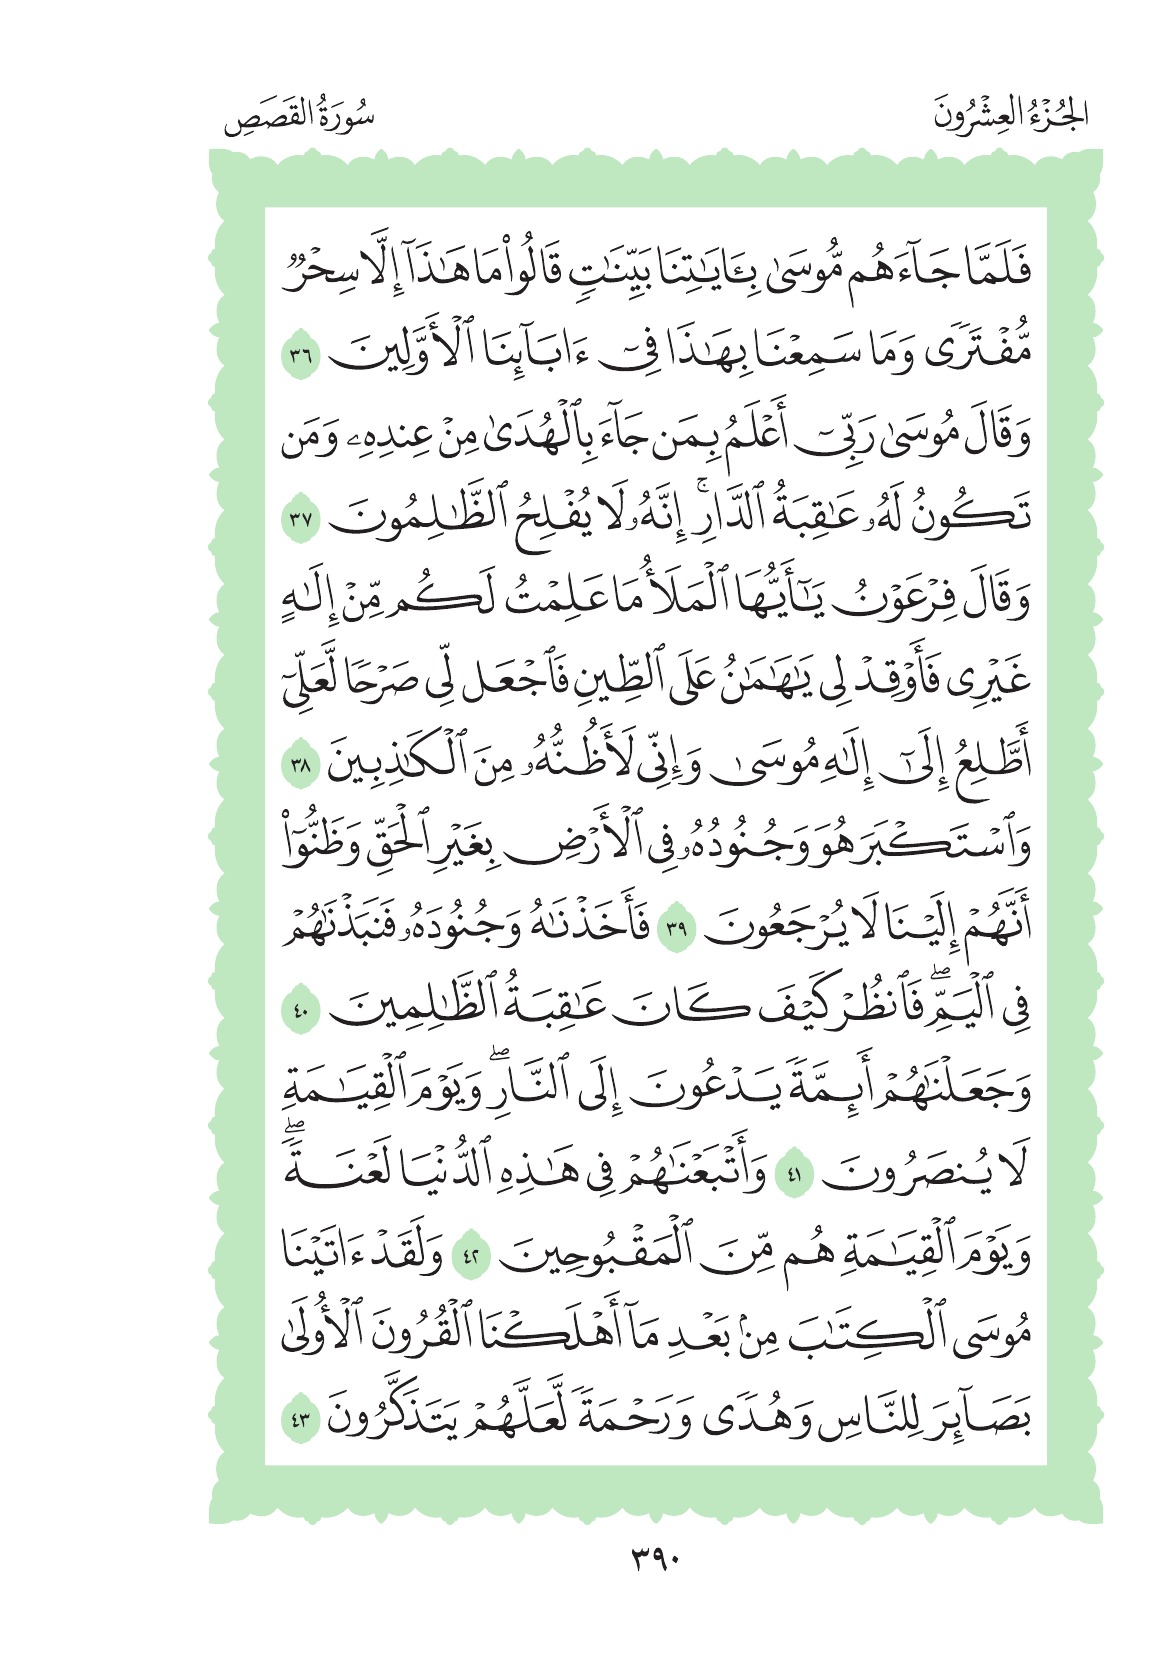 الجُزْءُ العِشْرُونَ
سُورَةُ القَصَصِ
فَلَمَّا جَآءَهُم مُّوسَىٰ بِـَٔايَٰتِنَا بَيِّنَٰتٖ قَالُواْ مَا هَٰذَآ إِلَّا سِحۡرٞ
مُّفۡتَرٗى وَمَا سَمِعۡنَا بِهَٰذَا فِيٓ ءَابَآئِنَا ٱلۡأَوَّلِينَ ٣٦
وَقَالَ مُوسَىٰ رَبِّيٓ أَعۡلَمُ بِمَن جَآءَ بِٱلۡهُدَىٰ مِنۡ عِندِهِۦ وَمَن
تَكُونُ لَهُۥ عَٰقِبَةُ ٱلدَّارِۚ إِنَّهُۥ لَا يُفۡلِحُ ٱلظَّٰلِمُونَ ٣٧
وَقَالَ فِرۡعَوۡنُ يَٰٓأَيُّهَا ٱلۡمَلَأُ مَا عَلِمۡتُ لَكُم مِّنۡ إِلَٰهٍ
غَيۡرِي فَأَوۡقِدۡ لِي يَٰهَٰمَٰنُ عَلَى ٱلطِّينِ فَٱجۡعَل لِّي صَرۡحٗا لَّعَلِّيٓ
أَطَّلِعُ إِلَىٰٓ إِلَٰهِ مُوسَىٰ وَإِنِّي لَأَظُنُّهُۥ مِنَ ٱلۡكَٰذِبِينَ ٣٨
وَٱسۡتَكۡبَرَ هُوَ وَجُنُودُهُۥ فِي ٱلۡأَرۡضِ بِغَيۡرِ ٱلۡحَقِّ وَظَنُّوٓاْ
أَنَّهُمۡ إِلَيۡنَا لَا يُرۡجَعُونَ ٣٩ فَأَخَذۡنَٰهُ وَجُنُودَهُۥ فَنَبَذۡنَٰهُمۡ
فِي ٱلۡيَمِّۖ فَٱنظُرۡ كَيۡفَ كَانَ عَٰقِبَةُ ٱلظَّٰلِمِينَ ٤٠
وَجَعَلۡنَٰهُمۡ أَئِمَّةٗ يَدۡعُونَ إِلَى ٱلنَّارِۖ وَيَوۡمَ ٱلۡقِيَٰمَةِ
لَا يُنصَرُونَ ٤١ وَأَتۡبَعۡنَٰهُمۡ فِي هَٰذِهِ ٱلدُّنۡيَا لَعۡنَةٗۖ
وَيَوۡمَ ٱلۡقِيَٰمَةِ هُم مِّنَ ٱلۡمَقۡبُوحِينَ ٤٢ وَلَقَدۡ ءَاتَيۡنَا
مُوسَى ٱلۡكِتَٰبَ مِنۢ بَعۡدِ مَآ أَهۡلَكۡنَا ٱلۡقُرُونَ ٱلۡأُولَىٰ
بَصَآئِرَ لِلنَّاسِ وَهُدٗى وَرَحۡمَةٗ لَّعَلَّهُمۡ يَتَذَكَّرُونَ ٤٣
٣٩٠